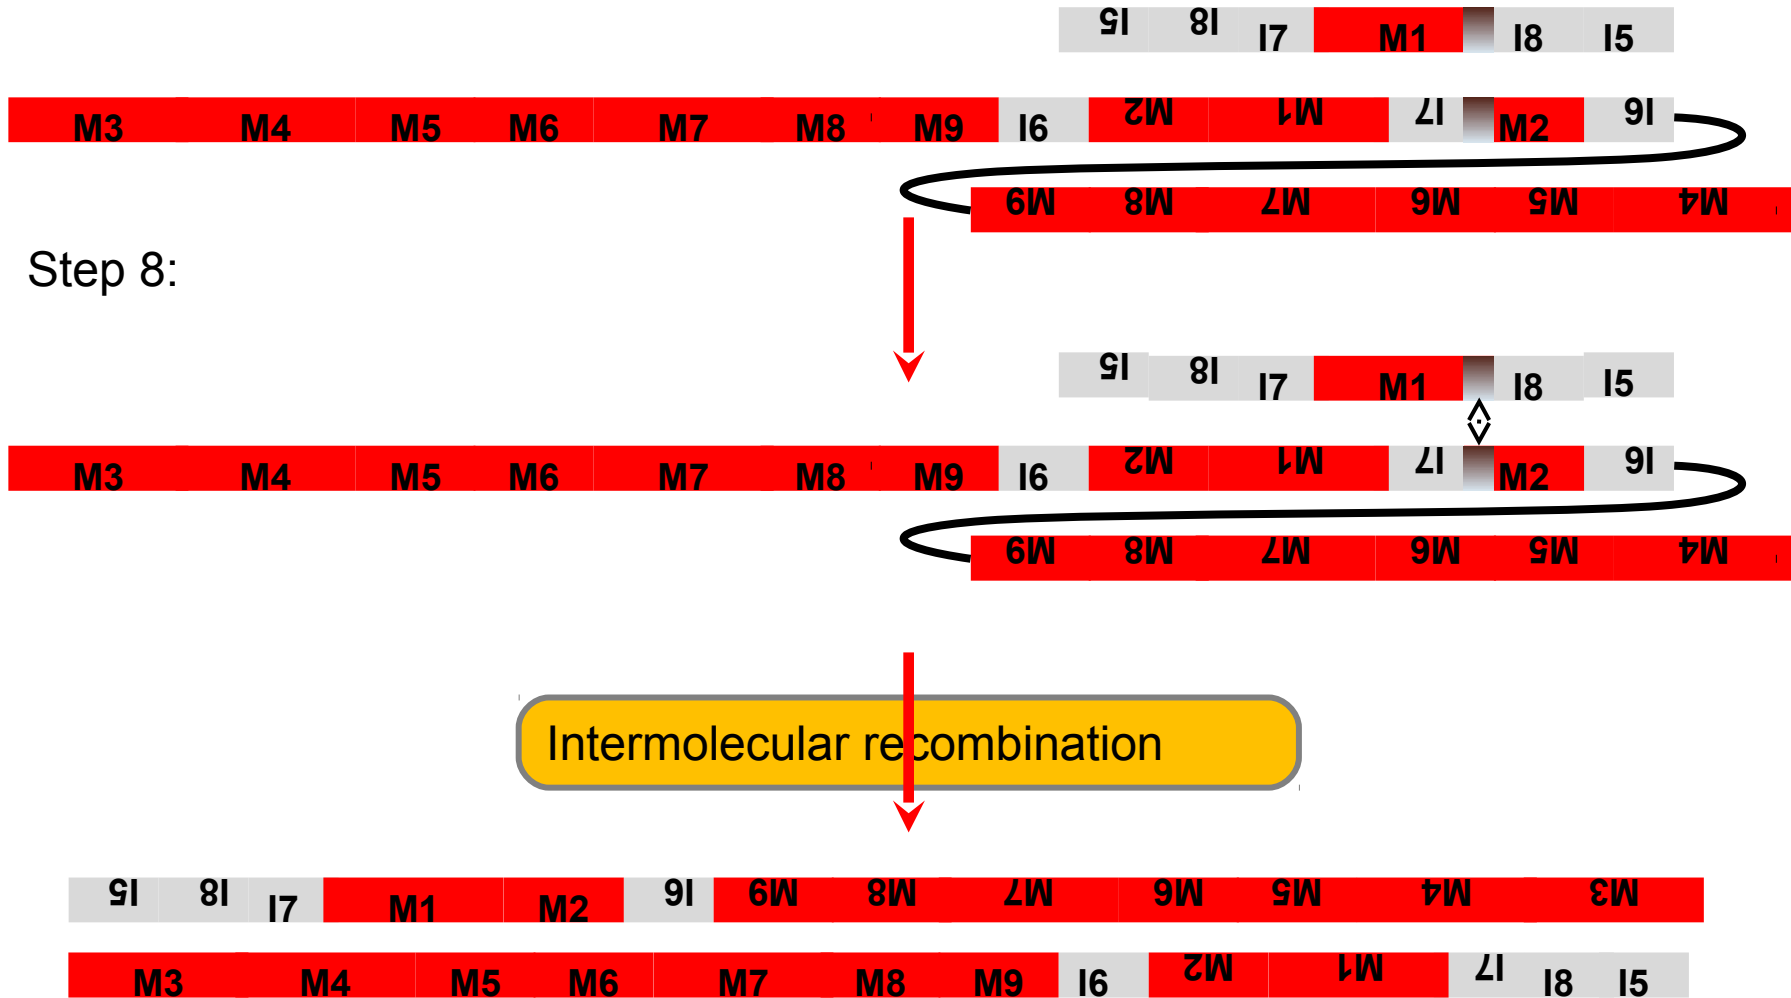 I5 I8 I7 M1 I8 I5
M3 M4 M5 M6 M7 M8 M9 I6 M2 M1 I7 M2 I6
M9 M8 M7 M6 M5 M4
Step 8:
I5 I8 I7 M1 I8 I5
M3 M4 M5 M6 M7 M8 M9 I6 M2 M1 I7 M2 I6
M9 M8 M7 M6 M5 M4
Intermolecular recombination
I5 I8 I7 M1 M2 I6 M9 M8 M7 M6 M5 M4 M3
M3 M4 M5 M6 M7 M8 M9 I6 M2 M1 I7 I8 I5